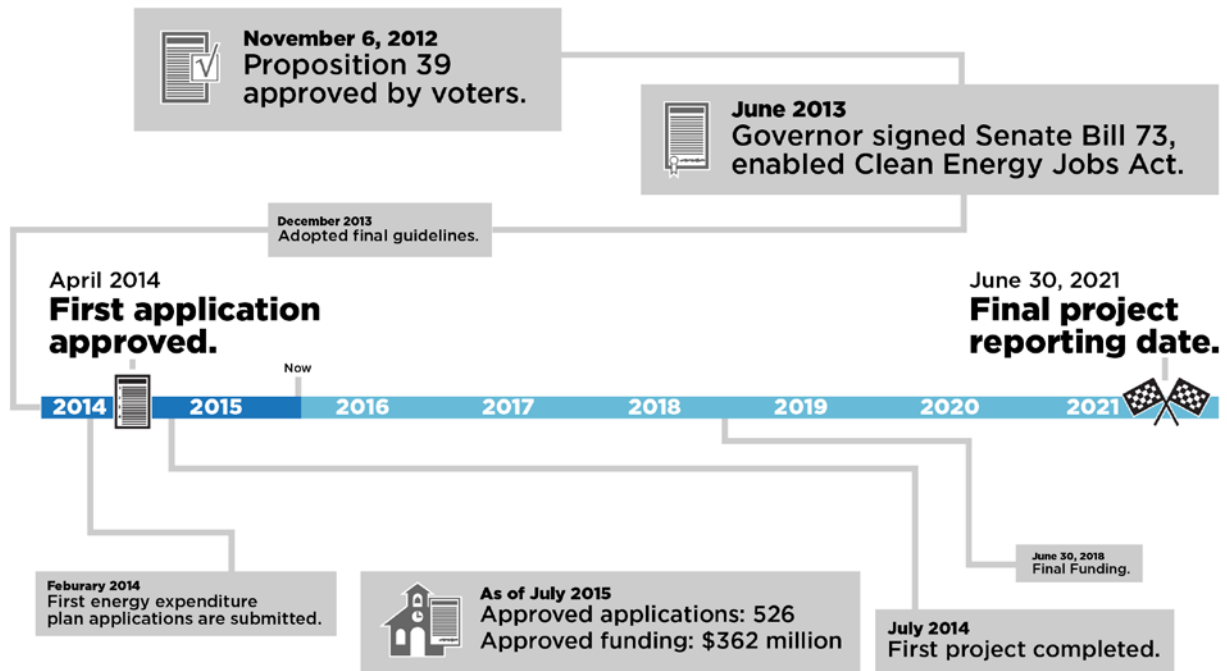 November 6, 2012
Proposition 39
approved by voters.
June 2013
Governor signed Senate Bill 73,
enabled Clean Energy Jobs Act.
December 2013
Adopted final guidelines.
April 2014
First application
approved.
June 30, 2021
Final project
reporting date.
Now
2014 2015 2016 2017 2018 2019 2020 2021
Feburary 2014
First energy expenditure
plan applications are submitted.
As of July 2015
Approved applications: 526
Approved funding: $362 million
June 30, 2018
Final Funding.
July 2014
First project completed.